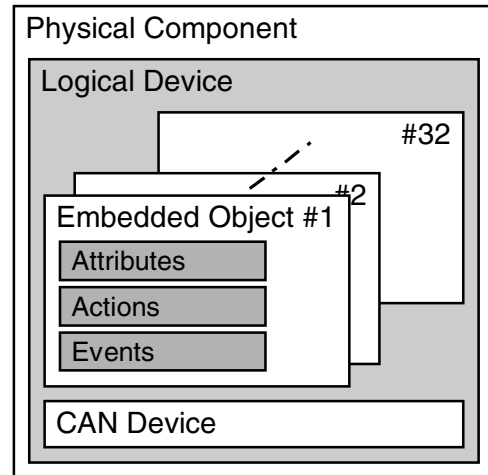 Physical Component
Logical Device
#32
#2
Embedded Object #1
Attributes
Actions
Events
CAN Device